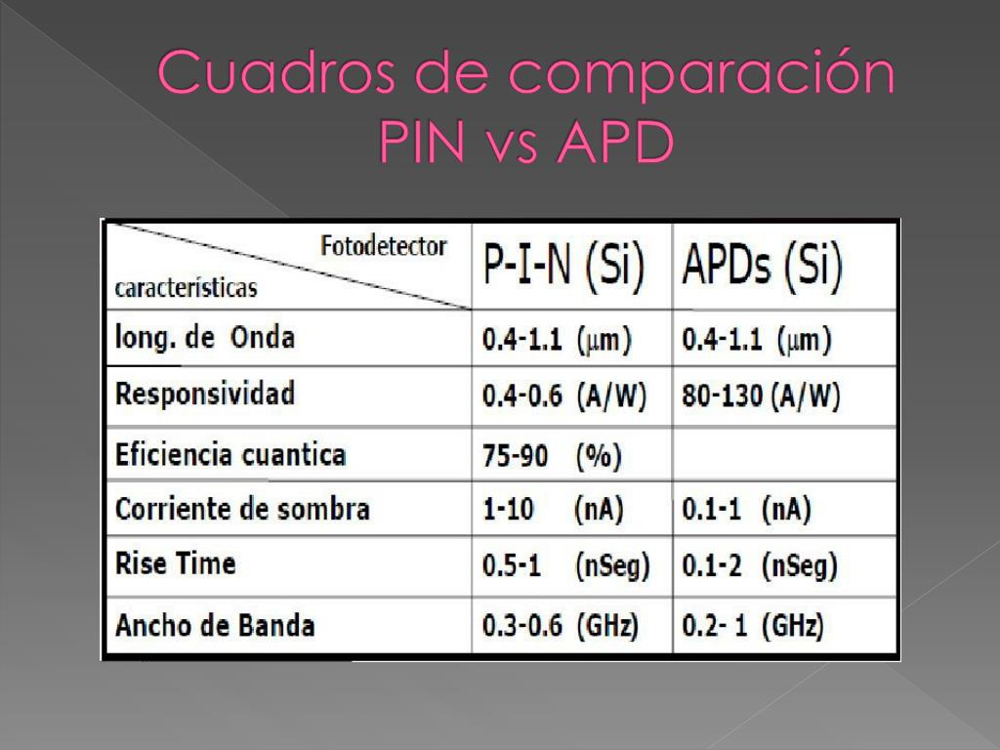 Cuadros de comparación
PIN vs APD
Fotodetector
características
P-I-N (Si)
APDs (Si)
long. de Onda
0.4-1.1 (μm)
0.4-1.1 (μm)
Responsividad
0.4-0.6 (A/W)
80-130 (A/W)
Eficiencia cuantica
75-90 (%)
Corriente de sombra
1-10 (nA)
0.1-1 (nA)
Rise Time
0.5-1 (nSeg)
0.1-2 (nSeg)
Ancho de Banda
0.3-0.6 (GHz)
0.2- 1 (GHz)